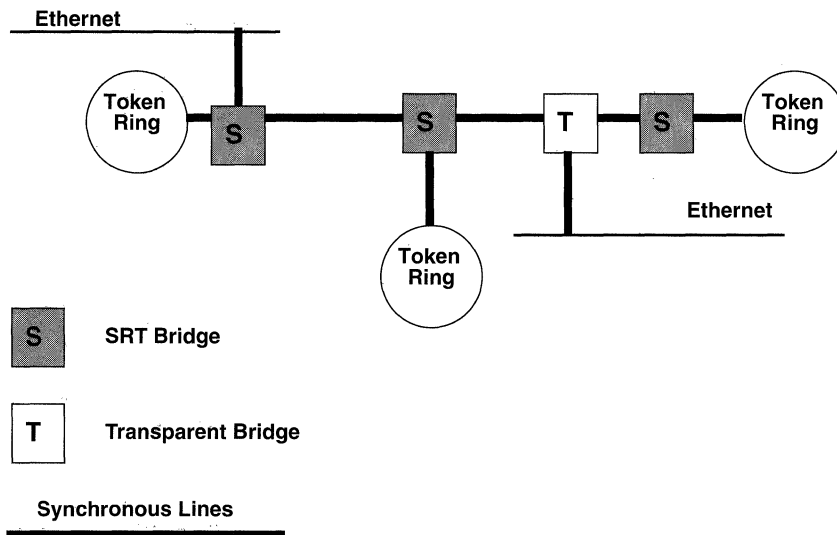 Ethernet
Token
Ring
S
S
T
S
Token
Ring
Token
Ring
Ethernet
S
SRT Bridge
T
Transparent Bridge
Synchronous Lines